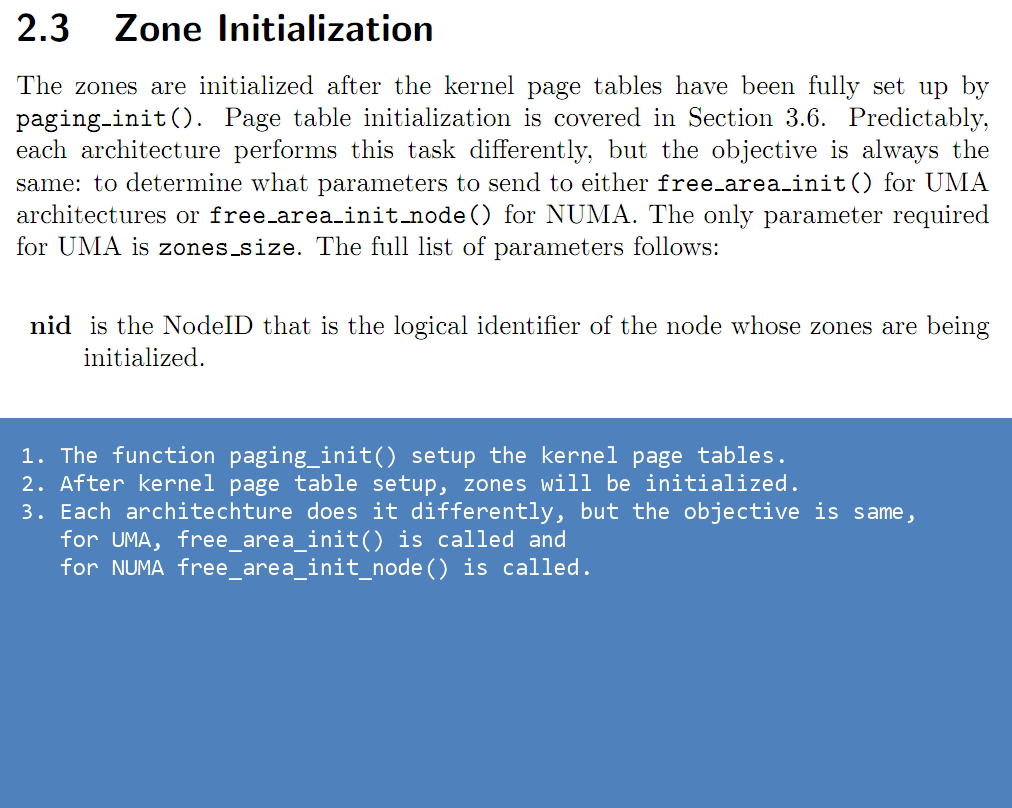 2.3 Zone Initialization
The zones are initialized after the kernel page tables have been fully set up by
paging_init(). Page table initialization is covered in Section 3.6. Predictably,
each architecture performs this task differently, but the objective is always the
same: to determine what parameters to send to either free_area_init() for UMA
architectures or free_area_init_node() for NUMA. The only parameter required
for UMA is zones_size. The full list of parameters follows:
nid is the NodeID that is the logical identifier of the node whose zones are being
initialized.
1. The function paging_init() setup the kernel page tables.
2. After kernel page table setup, zones will be initialized.
3. Each architechture does it differently, but the objective is same,
for UMA, free_area_init() is called and
for NUMA free_area_init_node() is called.